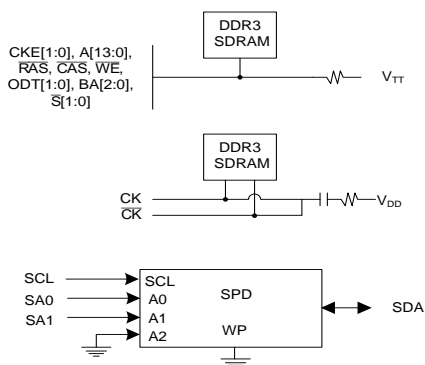 DDR3
SDRAM
CKE[1:0], A[13:0],
RAS, CAS, WE,
ODT[1:0], BA[2:0],
S[1:0]
VTT
DDR3
SDRAM
CK
CK
VDD
SCL
SA0
SA1
SCL
A0
A1
A2
SPD
WP
SDA